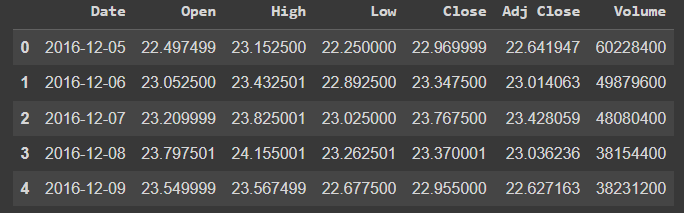 Date Open High Low Close Adj Close Volume
0 2016-12-05 22.497499 23.152500 22.250000 22.969999 22.641947 60228400
1 2016-12-06 23.052500 23.432501 22.892500 23.347500 23.014063 49879600
2 2016-12-07 23.209999 23.825001 23.025000 23.767500 23.428059 48080400
3 2016-12-08 23.797501 24.155001 23.262501 23.370001 23.036236 38154400
4 2016-12-09 23.549999 23.567499 22.677500 22.955000 22.627163 38231200